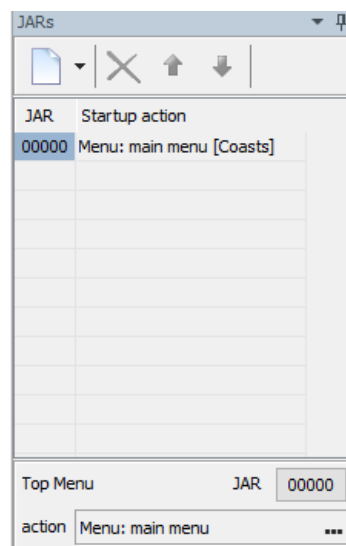 JARs
JAR Startup action
00000 Menu: main menu [Coasts]
Top Menu JAR 00000
action Menu: main menu ...